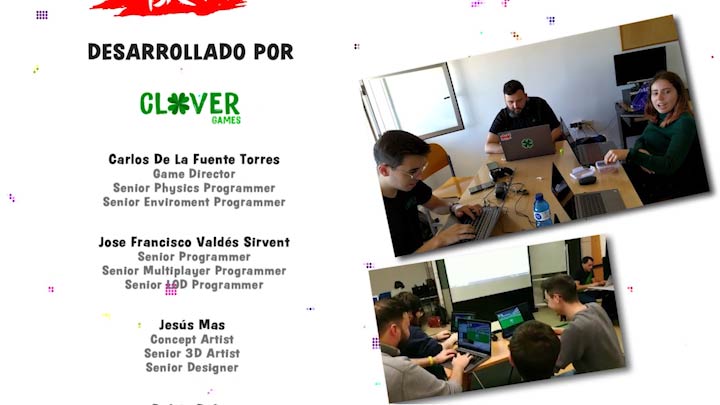 DESARROLLADO POR
CLOVER
GAMES
Carlos De La Fuente Torres
Game Director
Senior Physics Programmer
Senior Enviroment Programmer
Jose Francisco Valdés Sirvent
Senior Programmer
Senior Multiplayer Programmer
Senior LOD Programmer
Jesús Mas
Concept Artist
Senior 3D Artist
Senior Designer